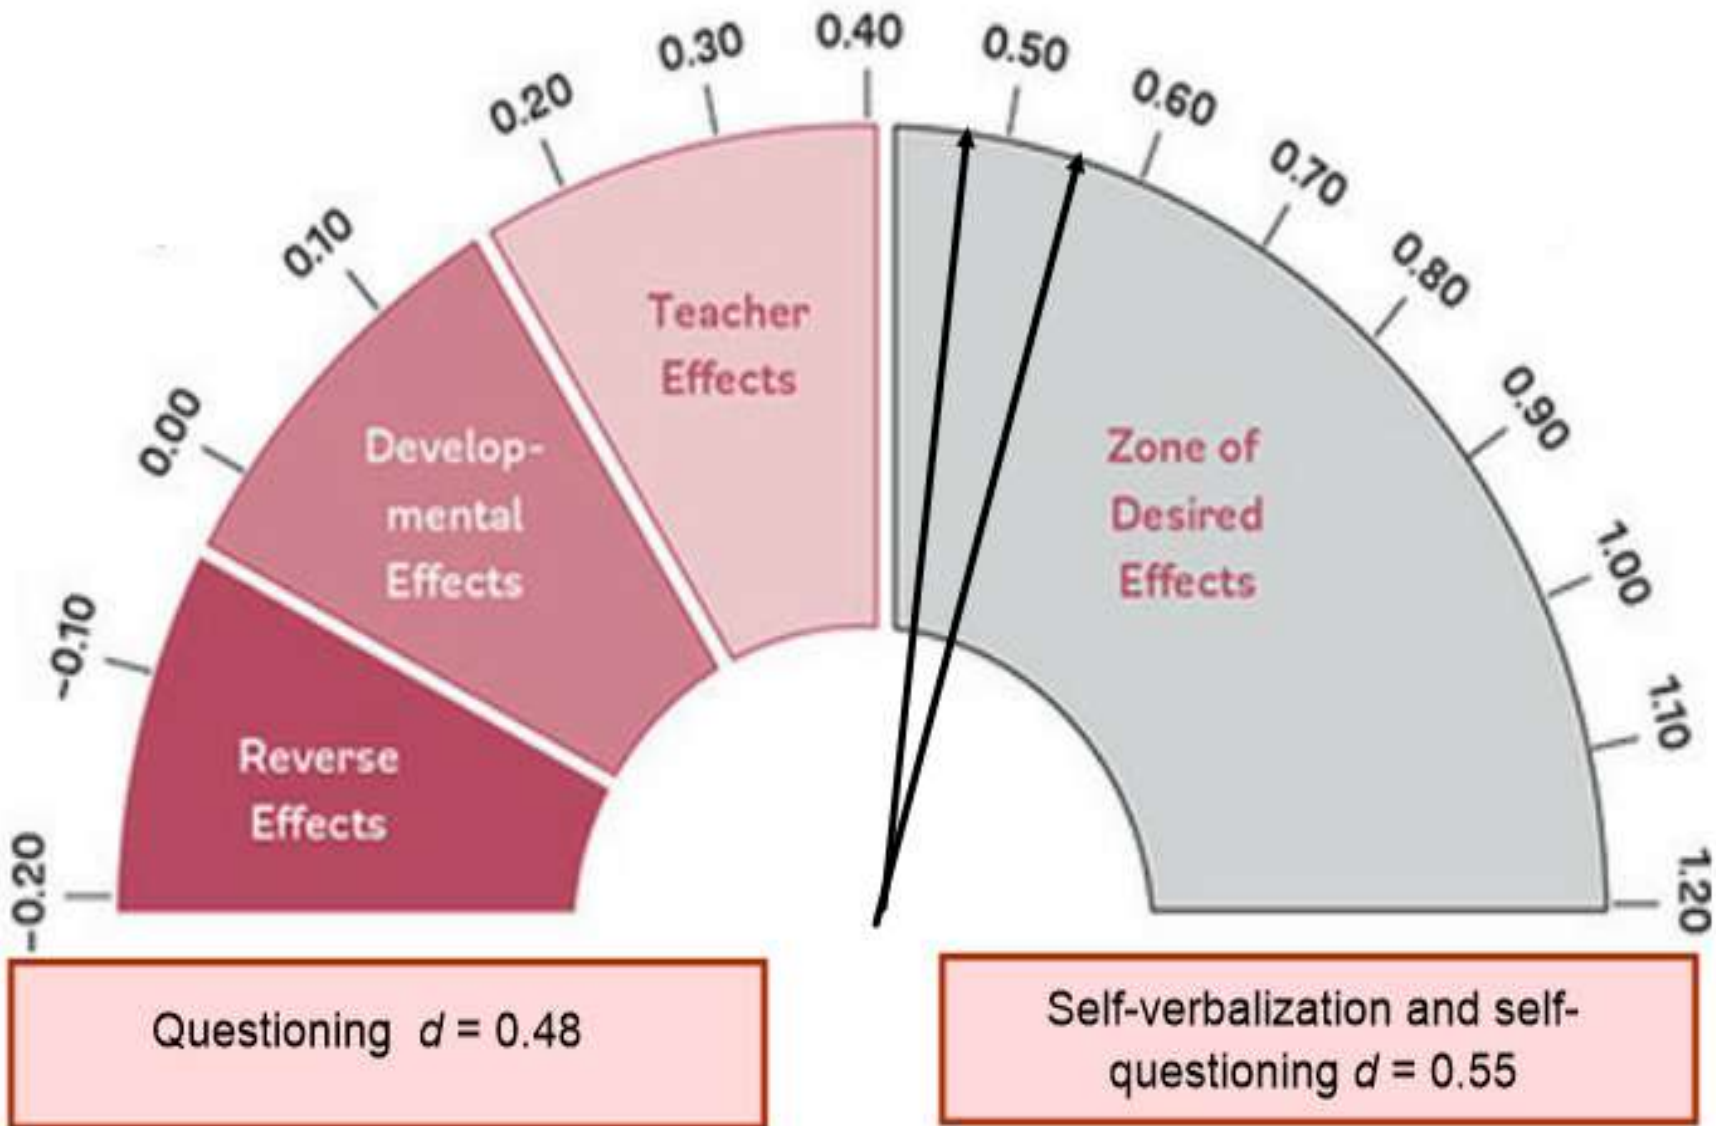 −0.20
−0.10
0.00
0.10
0.20
0.30
0.40
0.50
0.60
0.70
0.80
0.90
1.00
1.10
1.20
Reverse
Effects
Develop-
mental
Effects
Teacher
Effects
Zone of
Desired
Effects
Questioning d = 0.48
Self-verbalization and self-
questioning d = 0.55